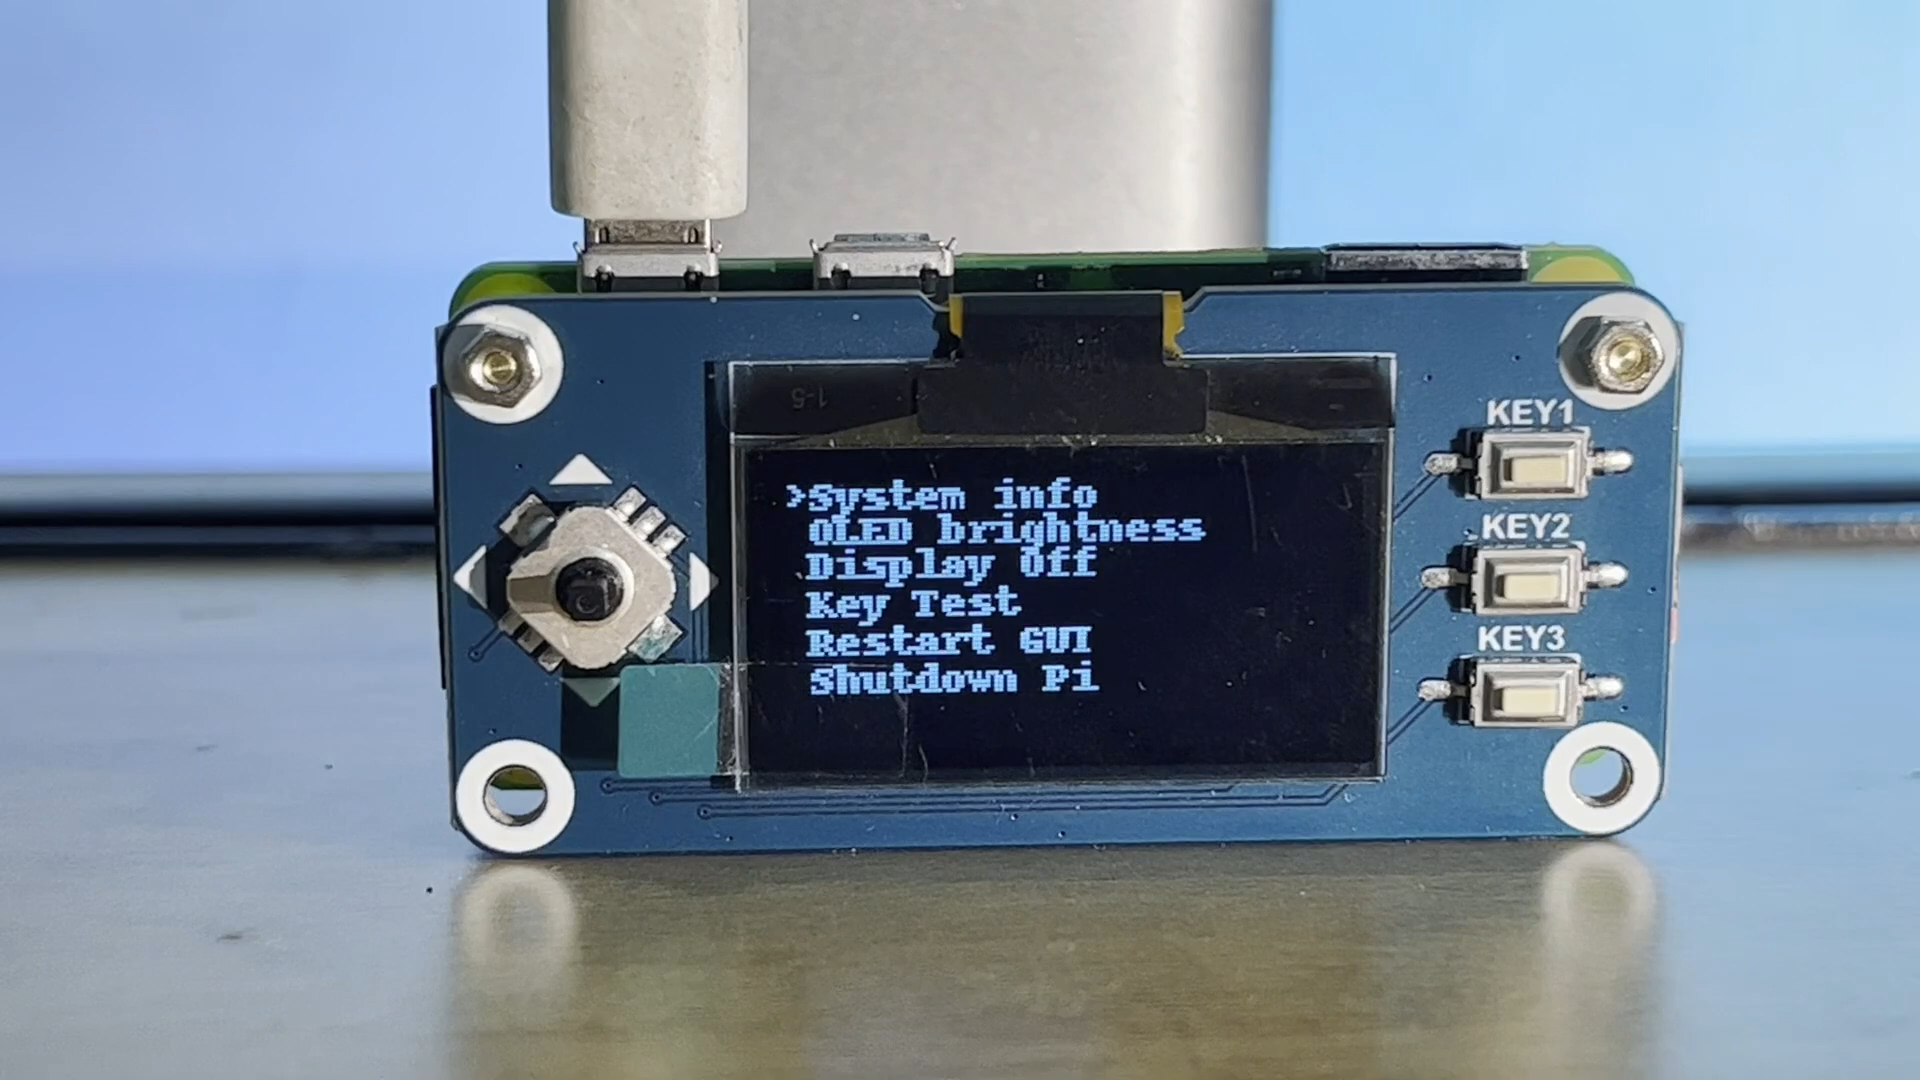 1-5
KEY1
>System info
OLED brightness
KEY2
Display Off
Key Test
Restart GUI
KEY3
Shutdown Pi